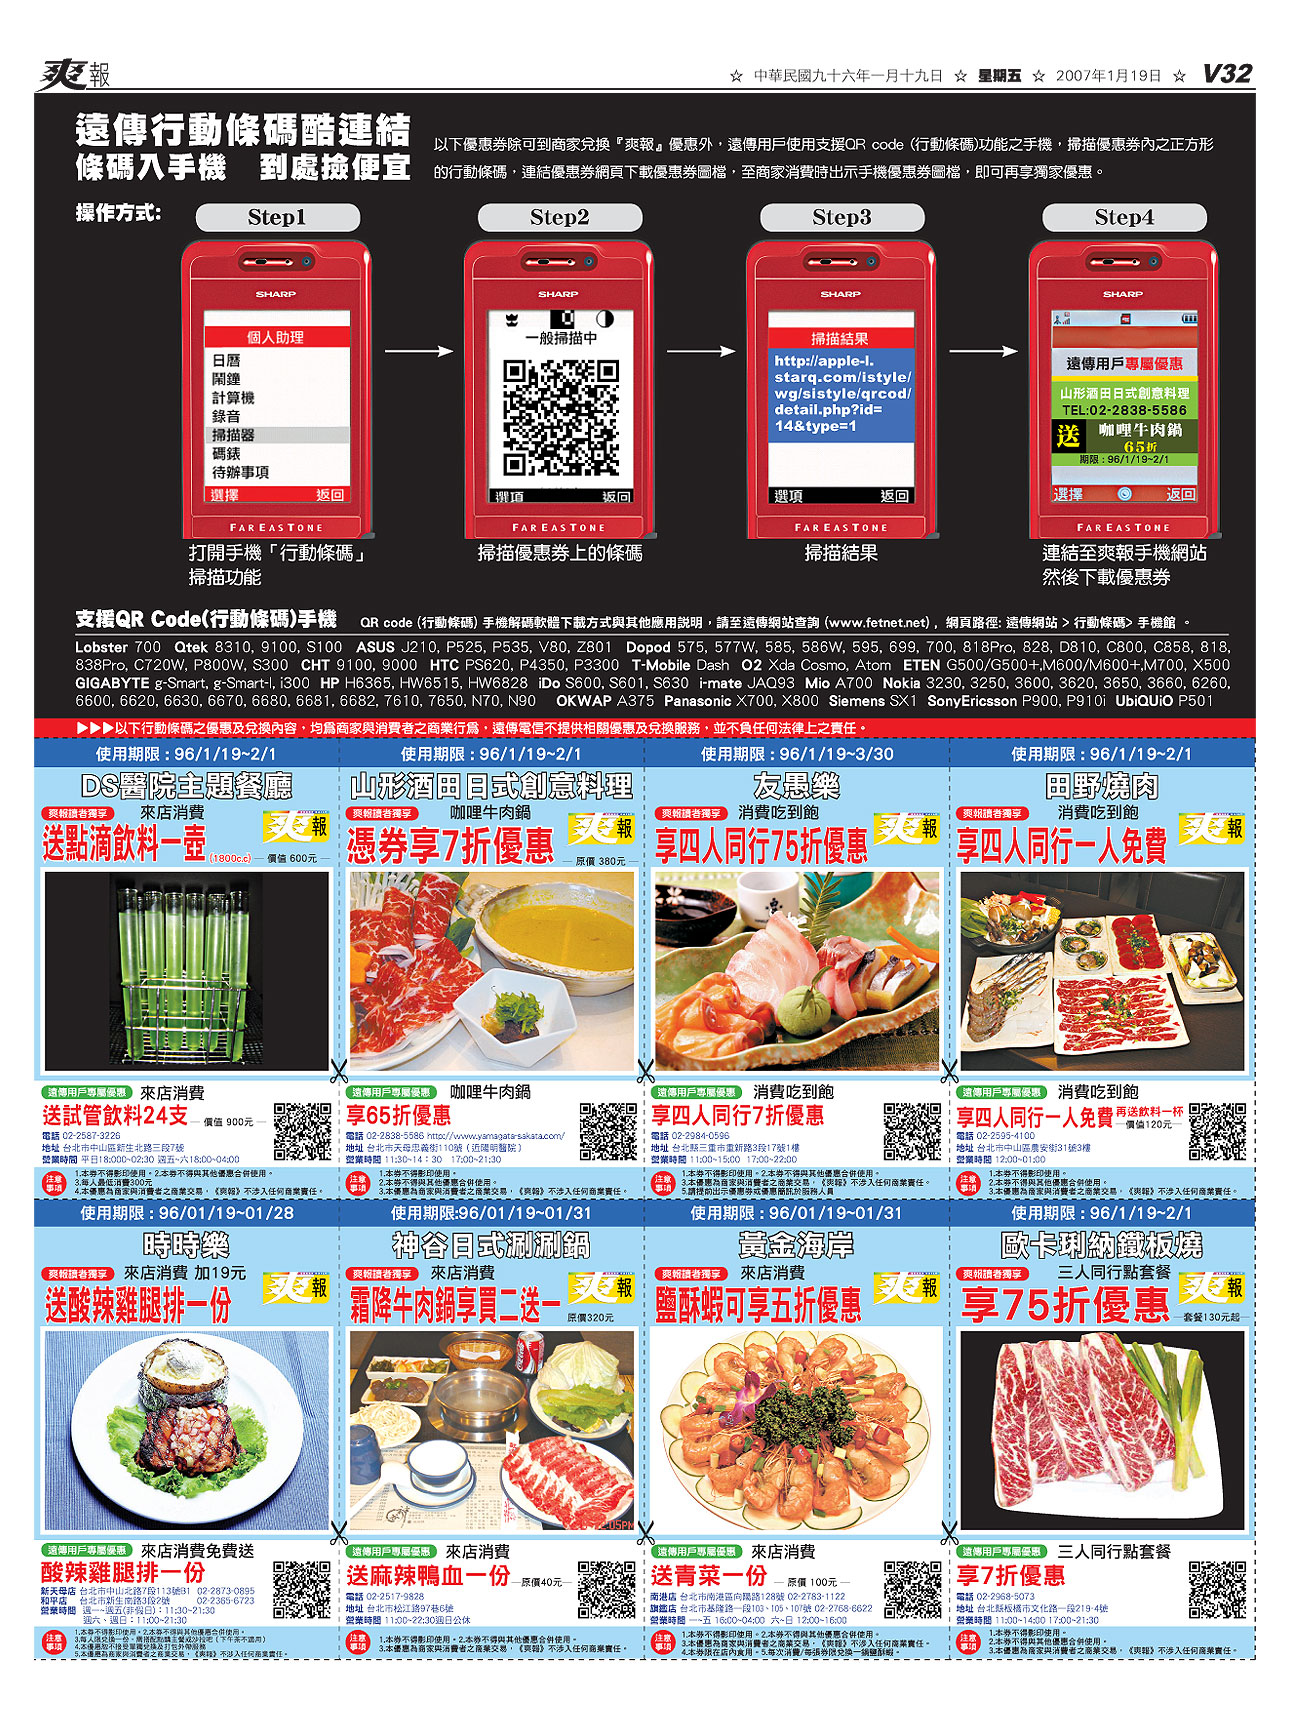 爽報
☆ 中華民國九十六年一月十九日 ☆ 星期五 ☆ 2007年1月19日 ☆ V32
遠傳行動條碼酷連結
條碼入手機 到處撿便宜
以下優惠券除可到商家兌換『爽報』優惠外，遠傳用戶使用支援QR code (行動條碼)功能之手機，掃描優惠券內之正方形
的行動條碼，連結優惠券網頁下載優惠券圖檔，至商家消費時出示手機優惠券圖檔，即可再享獨家優惠。
操作方式:
Step1
SHARP
個人助理
日曆
鬧鐘
計算機
錄音
掃描器
碼錶
待辦事項
選擇 返回
FAREASTONE
打開手機「行動條碼」
掃描功能
Step2
SHARP
一般掃描中
選項 返回
FAREASTONE
掃描優惠券上的條碼
Step3
SHARP
掃描結果
http://apple-l.
starq.com/istyle/
wg/sistyle/qrcod/
detail.php?id=
14&type=1
選項 返回
FAREASTONE
掃描結果
Step4
SHARP
遠傳用戶專屬優惠
山形酒田日式創意料理
TEL:02-2838-5586
送 咖哩牛肉鍋
65折
期限：96/1/19~2/1
選擇 返回
FAREASTONE
連結至爽報手機網站
然後下載優惠券
支援QR Code(行動條碼)手機 QR code (行動條碼) 手機解碼軟體下載方式與其他應用說明，請至遠傳網站查詢 (www.fetnet.net) , 網頁路徑: 遠傳網站 > 行動條碼> 手機館 。
Lobster 700 Qtek 8310, 9100, S100 ASUS J210, P525, P535, V80, Z801 Dopod 575, 577W, 585, 586W, 595, 699, 700, 818Pro, 828, D810, C800, C858, 818,
838Pro, C720W, P800W, S300 CHT 9100, 9000 HTC PS620, P4350, P3300 T-Mobile Dash O2 Xda Cosmo, Atom ETEN G500/G500+,M600/M600+,M700, X500
GIGABYTE g-Smart, g-Smart-I, i300 HP H6365, HW6515, HW6828 iDo S600, S601, S630 i-mate JAQ93 Mio A700 Nokia 3230, 3250, 3600, 3620, 3650, 3660, 6260,
6600, 6620, 6630, 6670, 6680, 6681, 6682, 7610, 7650, N70, N90 OKWAP A375 Panasonic X700, X800 Siemens SX1 SonyEricsson P900, P910i UbiQUiO P501
▶▶▶以下行動條碼之優惠及兌換內容，均為商家與消費者之商業行為，遠傳電信不提供相關優惠及兌換服務，並不負任何法律上之責任。
使用期限：96/1/19~2/1
DS醫院主題餐廳
爽報讀者獨享 來店消費
爽報
送點滴飲料一壺
(1800c.c) — 價值 600元 —
遠傳用戶專屬優惠 來店消費
送試管飲料24支 — 價值 900元 —
電話 02-2587-3226
地址 台北市中山區新生北路三段7號
營業時間 平日18:000~02:30 週五~六18:00~04:00
注意事項
1.本券不得影印使用。2.本券不得與其他優惠合併使用。
3.每人最低消費300元
4.本優惠為商家與消費者之商業交易，《爽報》不涉入任何商業責任。
使用期限：96/1/19~2/1
山形酒田日式創意料理
爽報讀者獨享 咖哩牛肉鍋
爽報
憑券享7折優惠
— 原價 380元 —
遠傳用戶專屬優惠 咖哩牛肉鍋
享65折優惠
電話 02-2838-5586 http://www.yamagata-sakata.com/
地址 台北市天母忠義街110號（近陽明醫院）
營業時間 11:30~14：30 17:00~21:30
注意事項
1.本券不得影印使用。
2.本券不得與其他優惠合併使用。
3.本優惠為商家與消費者之商業交易，《爽報》不涉入任何商業責任。
使用期限：96/1/19~3/30
友愚樂
爽報讀者獨享 消費吃到飽
爽報
享四人同行75折優惠
遠傳用戶專屬優惠 消費吃到飽
享四人同行7折優惠
電話 02-2984-0596
地址 台北縣三重市重新路3段17號1樓
營業時間 11:00~15:00 17:00~22:00
注意事項
1.本券不得影印使用。2.本券不得與其他優惠合併使用。
3.本優惠為商家與消費者之商業交易，《爽報》不涉入任何商業責任。
5.請提前出示優惠券或優惠簡訊於服務人員
使用期限：96/1/19~2/1
田野燒肉
爽報讀者獨享 消費吃到飽
爽報
享四人同行一人免費
遠傳用戶專屬優惠 消費吃到飽
享四人同行一人免費 再送飲料一杯
—價值120元—
電話 02-2595-4100
地址 台北市中山區農安街31號3樓
營業時間 12:00~01:00
注意事項
1.本券不得影印使用。
2.本券不得與其他優惠合併使用。
3.本優惠為商家與消費者之商業交易，《爽報》不涉入任何商業責任。
使用期限：96/01/19~01/28
時時樂
爽報讀者獨享 來店消費 加19元
爽報
送酸辣雞腿排一份
遠傳用戶專屬優惠 來店消費免費送
酸辣雞腿排一份
新天母店 台北市中山北路7段113號B1 02-2873-0895
和平店 台北市新生南路3段2號 02-2365-6723
營業時間 週一~週五(非假日)：11:30~21:30
週六、週日：11:00~21:30
注意事項
1.本券不得影印使用。2.本券不得與其他優惠合併使用。
5.本優惠為商家與消費者之商業交易，《爽報》不涉入任何商業責任。
使用期限:96/01/19~01/31
神谷日式涮涮鍋
爽報讀者獨享 來店消費
爽報
霜降牛肉鍋享買二送一
原價320元
遠傳用戶專屬優惠 來店消費
送麻辣鴨血一份 —原價40元—
電話 02-2517-9828
地址 台北市松江路97巷6號
營業時間 11:00~22:30週日公休
注意事項
1.本券不得影印使用。2.本券不得與其他優惠合併使用。
3.本優惠為商家與消費者之商業交易，《爽報》不涉入任何商業責任。
使用期限：96/01/19~01/31
黃金海岸
爽報讀者獨享 來店消費
爽報
鹽酥蝦可享五折優惠
遠傳用戶專屬優惠 來店消費
送青菜一份 — 原價 100元 —
南港店 台北市南港區向陽路128號 02-2783-1122
旗艦店 台北市基隆路一段103、105、107號 02-2768-6622
營業時間 一~五 16:00~04:00 六~日 12:00~16:00
注意事項
1.本券不得影印使用。2.本券不得與其他優惠合併使用。
3.本優惠為商家與消費者之商業交易，《爽報》不涉入任何商業責任。
4.本券限在店內食用。5.每次消費/每張券限兌換一鍋鹽酥蝦。
使用期限：96/1/19~2/1
歐卡琍納鐵板燒
爽報讀者獨享 三人同行點套餐
爽報
享75折優惠
—套餐130元起—
遠傳用戶專屬優惠 三人同行點套餐
享7折優惠
電話 02-2968-5073
地址 台北縣板橋市文化路一段219-4號
營業時間 11:00~14:00 17:00~21:30
注意事項
1.本券不得影印使用。
2.本券不得與其他優惠合併使用。
3.本優惠為商家與消費者之商業交易，《爽報》不涉入任何商業責任。